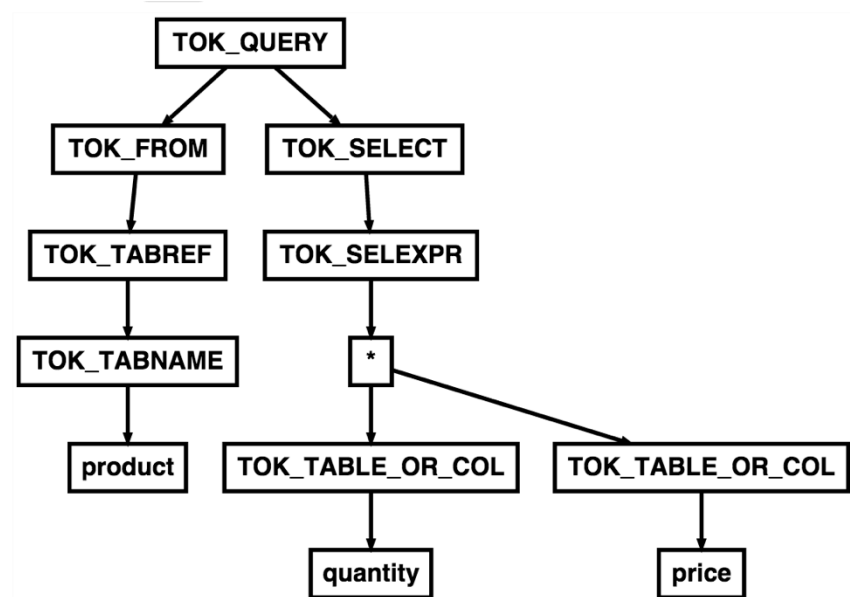 TOK_QUERY
TOK_FROM
TOK_SELECT
TOK_TABREF
TOK_SELEXPR
TOK_TABNAME
*
product
TOK_TABLE_OR_COL
TOK_TABLE_OR_COL
quantity
price